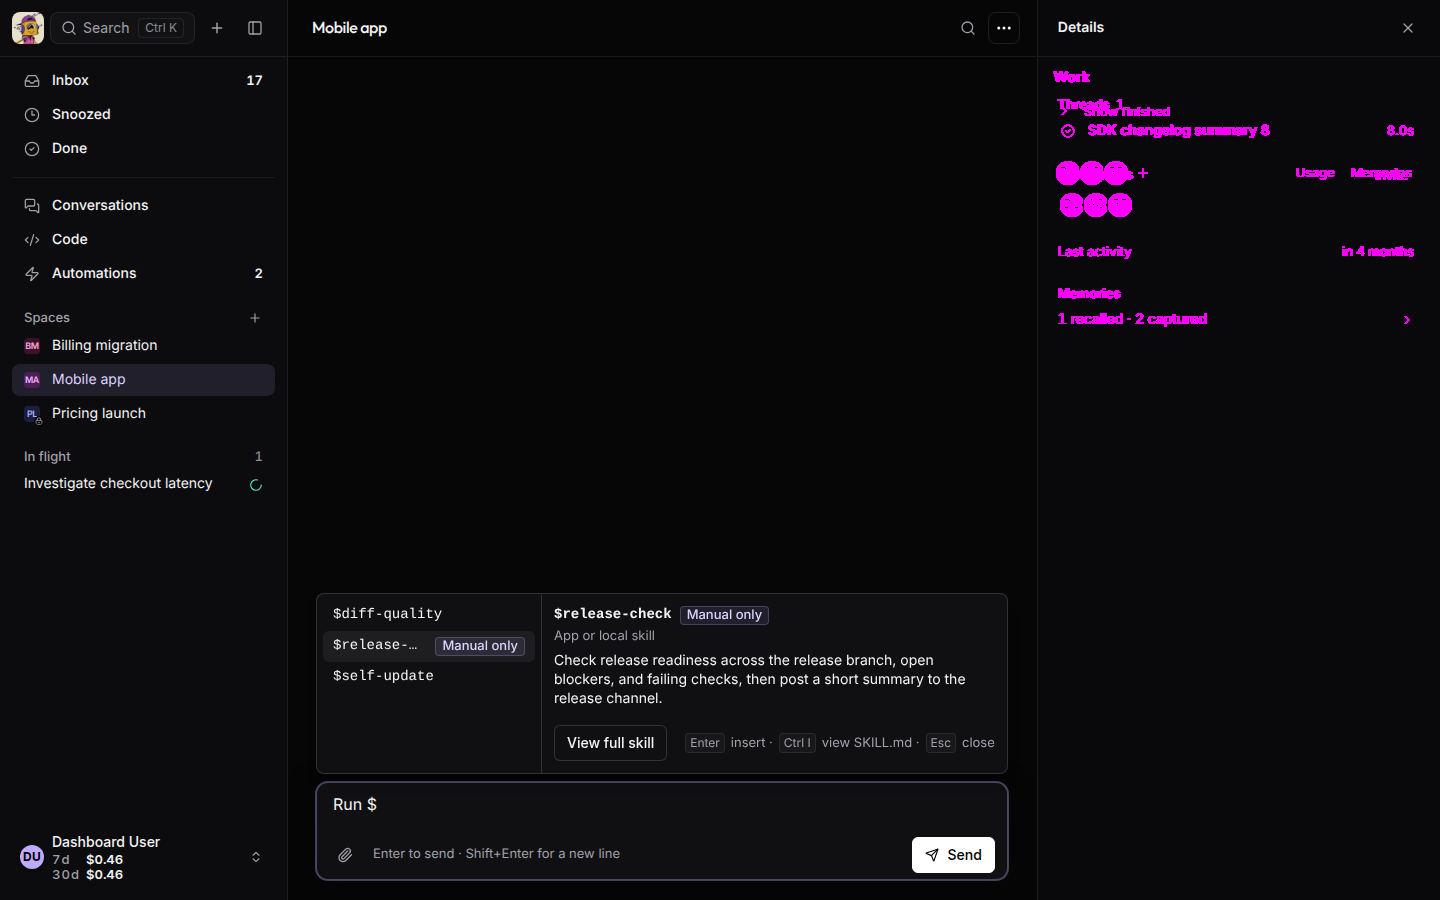 Search Ctrl K
Inbox 17
Snoozed
Done
Conversations
Code
Automations 2
Spaces
BM Billing migration
MA Mobile app
PL Pricing launch
In flight 1
Investigate checkout latency
DU Dashboard User
7d $0.46
30d $0.46
Mobile app
$diff-quality
$release-… Manual only
$self-update
$release-check Manual only
App or local skill
Check release readiness across the release branch, open
blockers, and failing checks, then post a short summary to the
release channel.
View full skill Enter insert · Ctrl I view SKILL.md · Esc close
Run $
Enter to send · Shift+Enter for a new line
Send
Details
Work
Threads 1
Show finished
SDK changelog summary 8 8.0s
Usage Memories
Last activity in 4 months
Memories
1 recalled · 2 captured